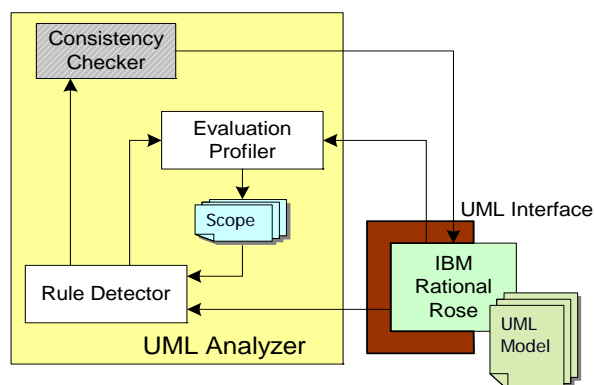 Consistency
Checker
Evaluation
Profiler
Scope
UML Interface
IBM
Rational
Rose
Rule Detector
UML
Model
UML Analyzer